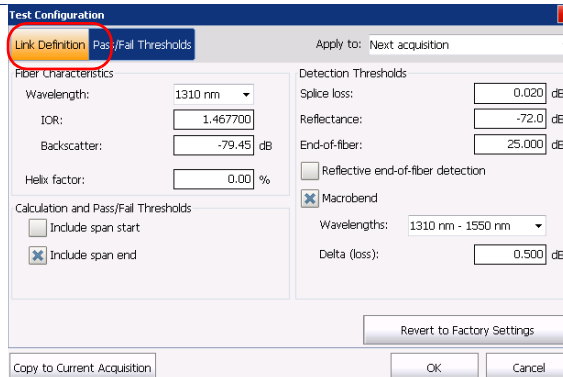 Test Configuration
Link Definition Pass/Fail Thresholds
Apply to: Next acquisition
Fiber Characteristics
Wavelength: 1310 nm
IOR: 1.467700
Backscatter: -79.45 dB
Helix factor: 0.00 %
Calculation and Pass/Fail Thresholds
Include span start
Include span end
Detection Thresholds
Splice loss: 0.020 dB
Reflectance: -72.0 dB
End-of-fiber: 25.000 dB
Reflective end-of-fiber detection
Macrobend
Wavelengths: 1310 nm - 1550 nm
Delta (loss): 0.500 dB
Revert to Factory Settings
Copy to Current Acquisition
OK
Cancel